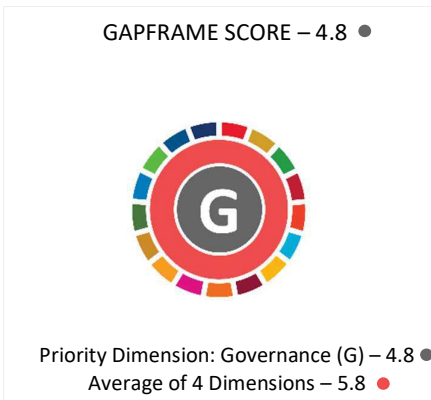 GAPFRAME SCORE – 4.8
G
Priority Dimension: Governance (G) – 4.8
Average of 4 Dimensions – 5.8